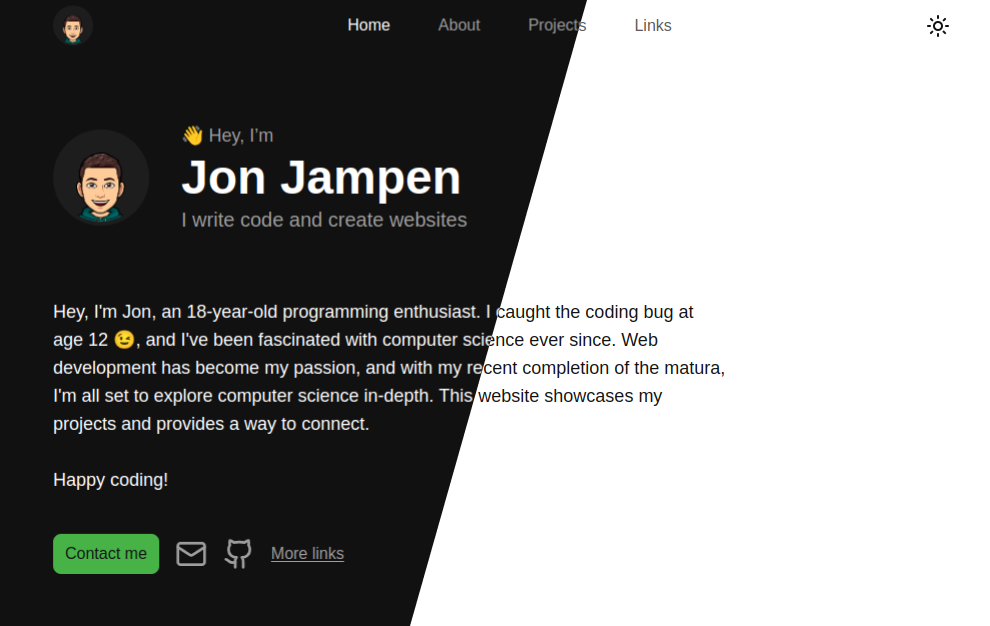 Home About Projects Links
👋 Hey, I'm
Jon Jampen
I write code and create websites
Hey, I'm Jon, an 18-year-old programming enthusiast. I caught the coding bug at
age 12 😉, and I've been fascinated with computer science ever since. Web
development has become my passion, and with my recent completion of the matura,
I'm all set to explore computer science in-depth. This website showcases my
projects and provides a way to connect.
Happy coding!
Contact me More links